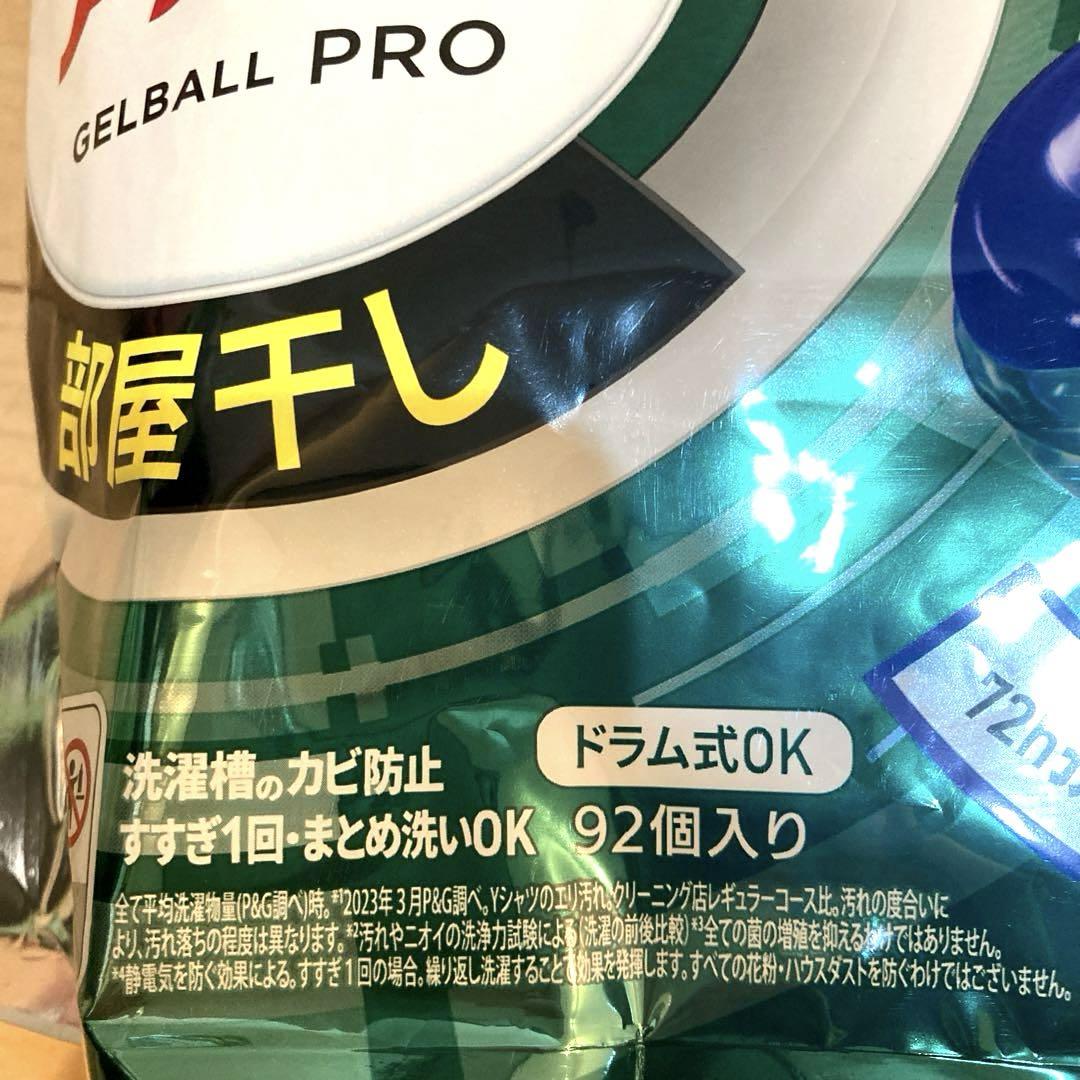 GELBALL PRO
部屋干し
72h
ドラム式OK
洗濯槽のカビ防止
すすぎ1回・まとめ洗いOK 92個入り
全て平均洗濯物量(P&G調べ)時。*¹2023年3月P&G調べ。Yシャツのエリ汚れ。クリーニング店レギュラーコース比。汚れの度合いに
より、汚れ落ちの程度は異なります。*²汚れやニオイの洗浄力試験による(洗濯の前後比較)*³全ての菌の増殖を抑えるわけではありません。
*⁴静電気を防ぐ効果による。すすぎ1回の場合。繰り返し洗濯することで効果を発揮します。すべての花粉・ハウスダストを防ぐわけではございません。